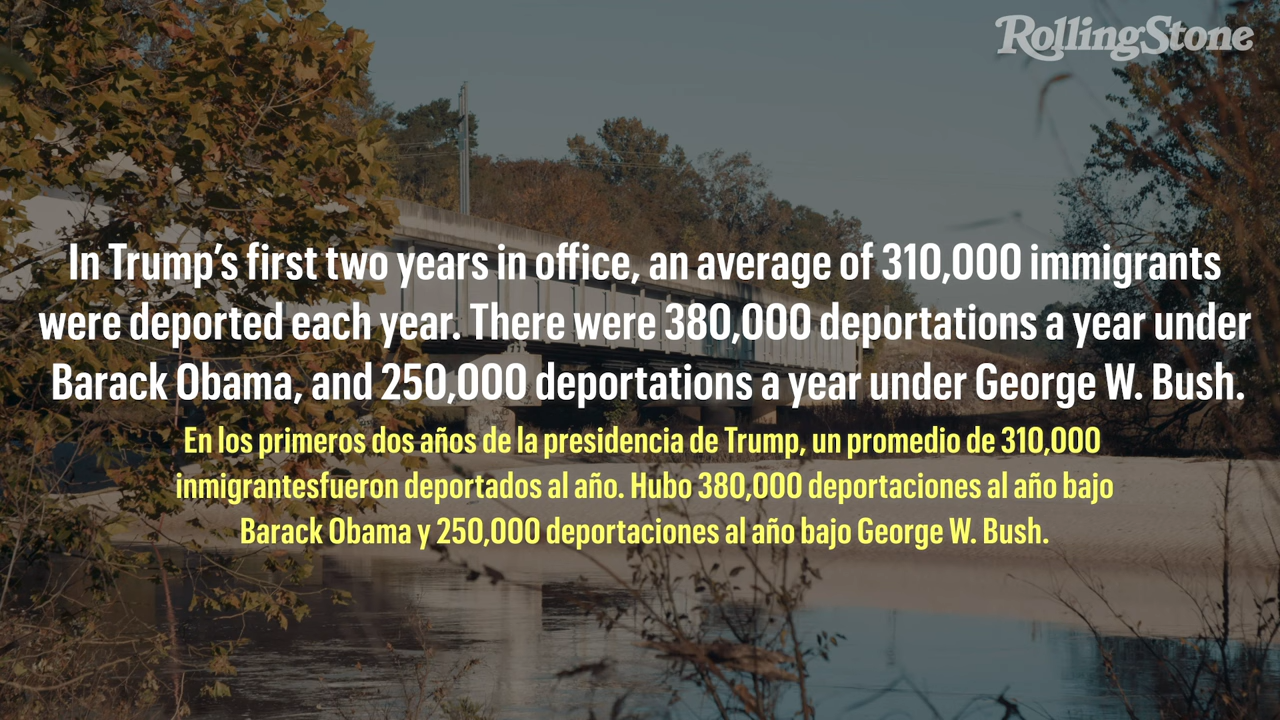 RollingStone
In Trump’s first two years in office, an average of 310,000 immigrants
were deported each year. There were 380,000 deportations a year under
Barack Obama, and 250,000 deportations a year under George W. Bush.
En los primeros dos años de la presidencia de Trump, un promedio de 310,000
inmigrantesfueron deportados al año. Hubo 380,000 deportaciones al año bajo
Barack Obama y 250,000 deportaciones al año bajo George W. Bush.